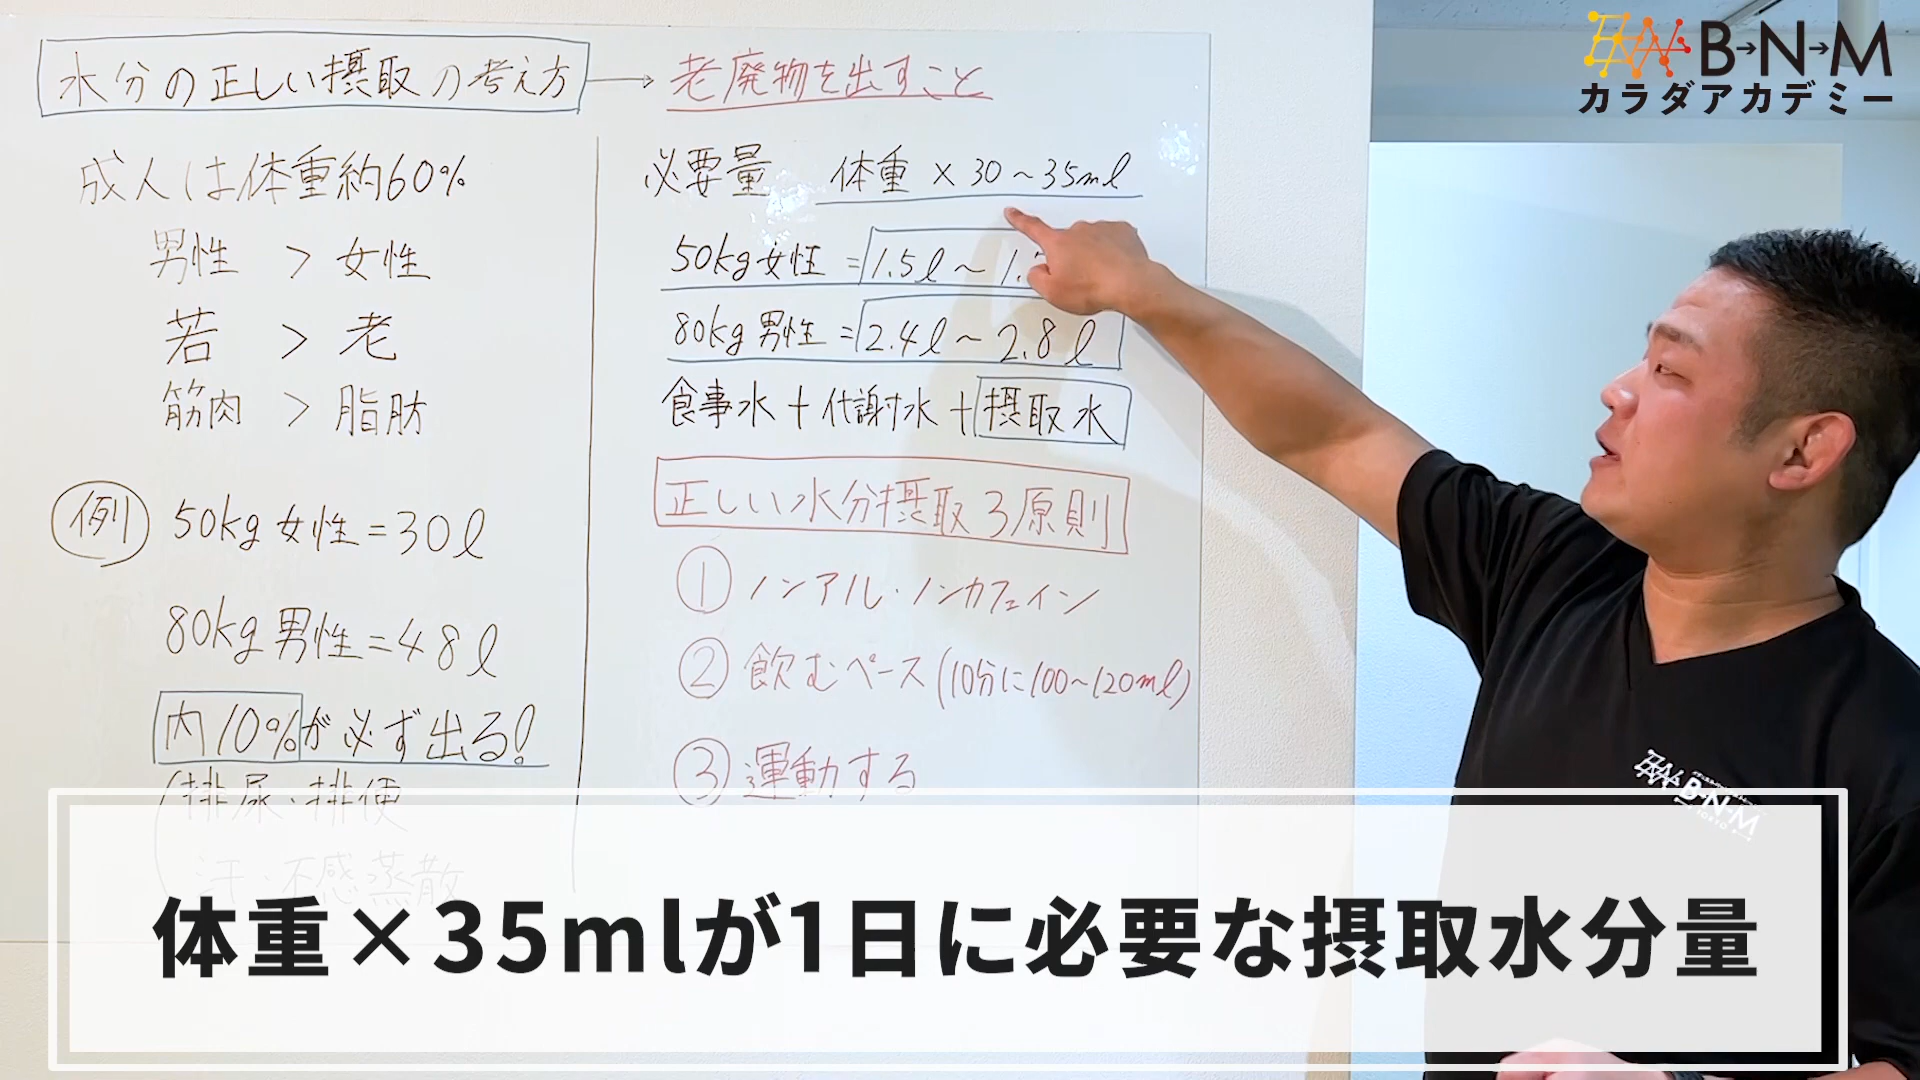 水分の正しい摂取の考え方 → 老廃物を出すこと
成人は体重約60%
男性 > 女性
若 > 老
筋肉 > 脂肪
例 50kg女性=30l
80kg男性=48l
内10%が必ず出る!
(排尿・排便
汗・不感蒸散
必要量 体重×30~35ml
50kg女性=1.5l~1.
80kg男性=2.4l~2.8l
食事水+代謝水+摂取水
正しい水分摂取3原則
① ノンアル・ノンカフェイン
② 飲むペース(10分に100~120ml)
③ 運動する
B→N→M
カラダアカデミー
B→N→M
体重×35mlが1日に必要な摂取水分量